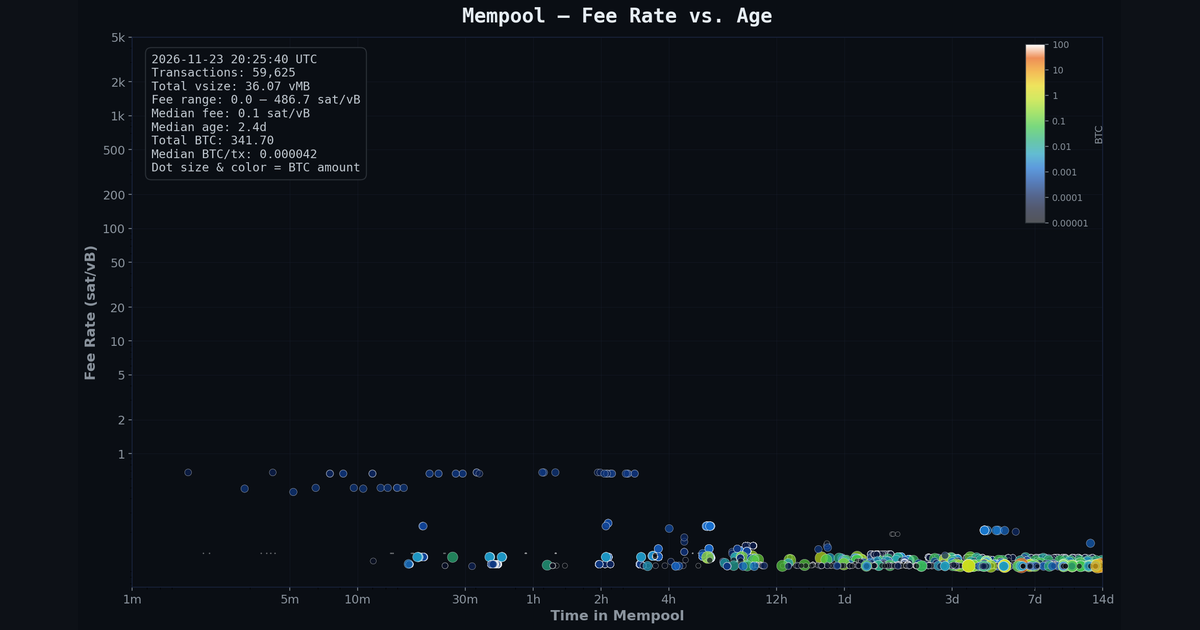 Mempool — Fee Rate vs. Age
2026-11-23 20:25:40 UTC
Transactions: 59,625
Total vsize: 36.07 vMB
Fee range: 0.0 — 486.7 sat/vB
Median fee: 0.1 sat/vB
Median age: 2.4d
Total BTC: 341.70
Median BTC/tx: 0.000042
Dot size & color = BTC amount
100
10
1
0.1
0.01
0.001
0.0001
0.00001
BTC
Fee Rate (sat/vB)
5k
2k
1k
500
200
100
50
20
10
5
2
1
1m
5m
10m
30m
1h
2h
4h
12h
1d
3d
7d
14d
Time in Mempool